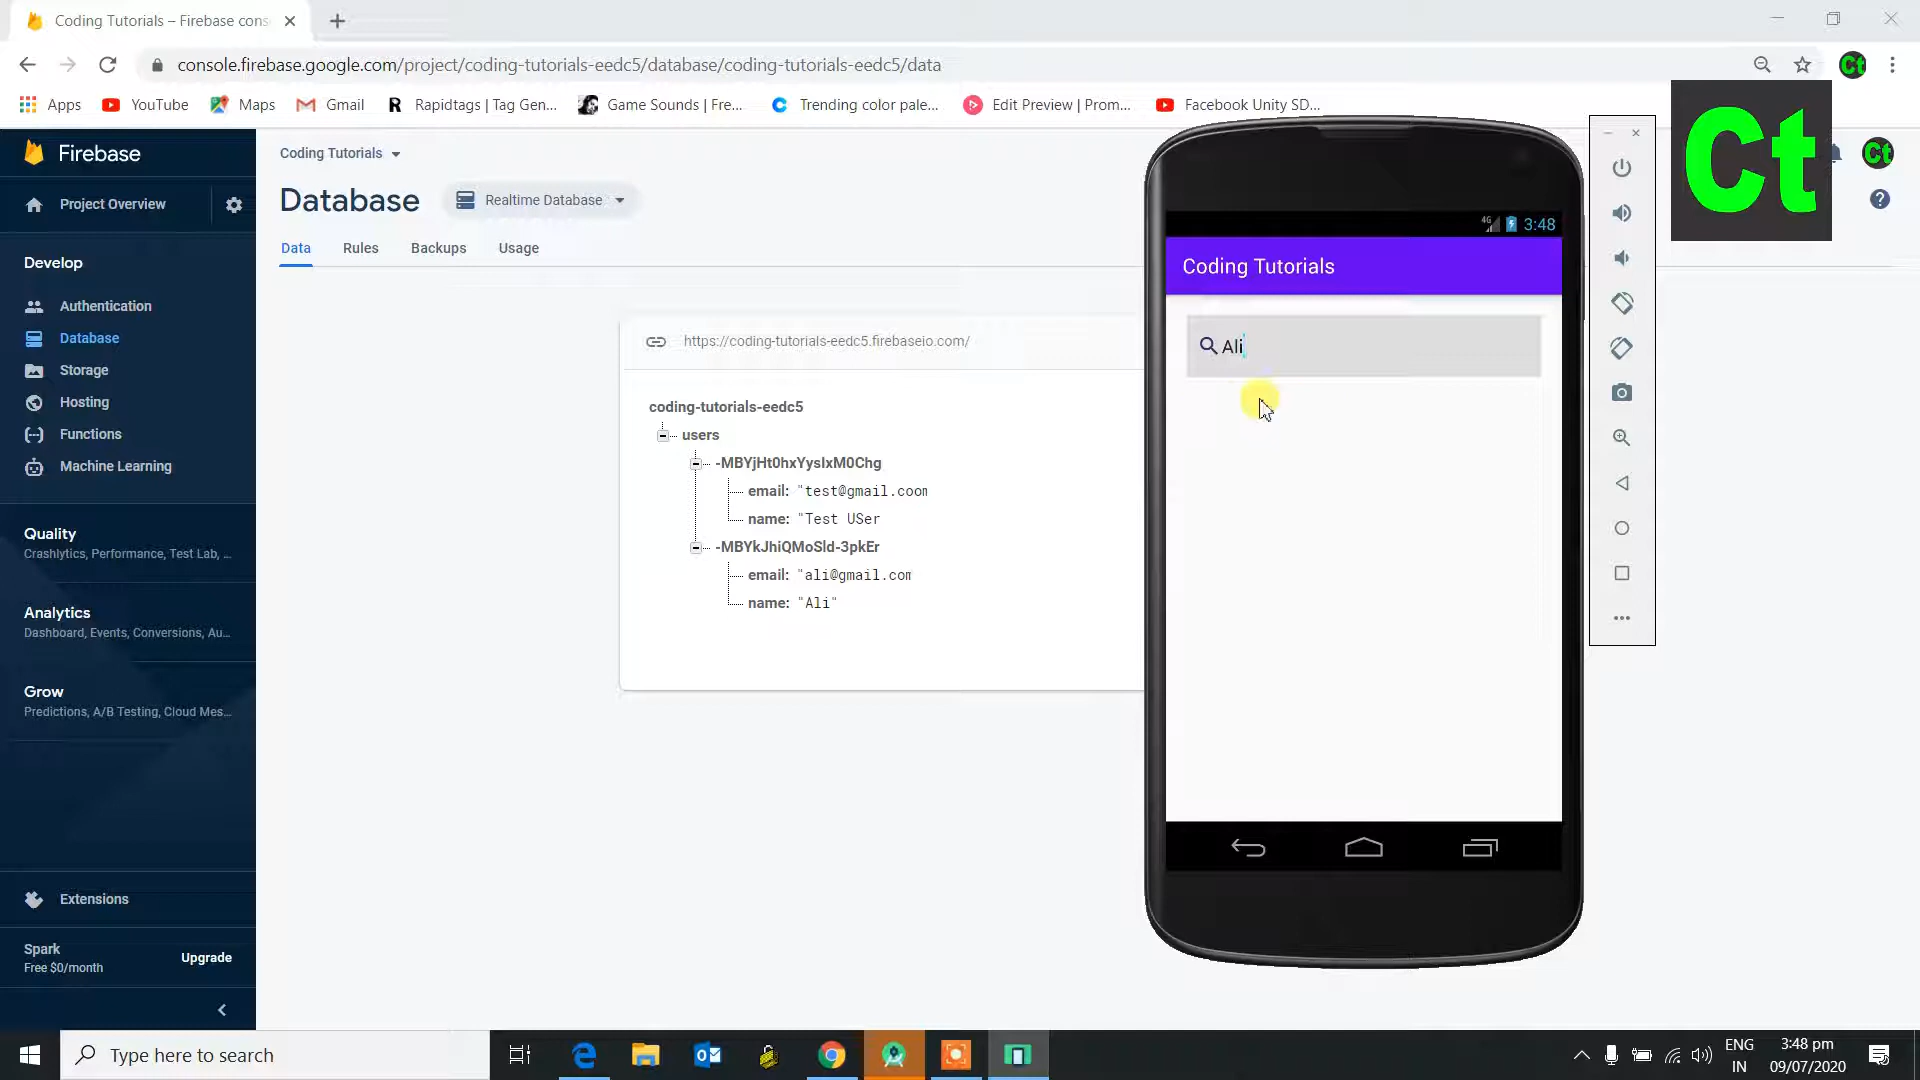 Coding Tutorials – Firebase cons
console.firebase.google.com/project/coding-tutorials-eedc5/database/coding-tutorials-eedc5/data
Ct
Apps
YouTube
Maps
Gmail
R
Rapidtags | Tag Gen...
Game Sounds | Fre...
Trending color pale...
Edit Preview | Prom...
Facebook Unity SD...
Firebase
Project Overview
Develop
Authentication
Database
Storage
Hosting
Functions
Machine Learning
Quality
Crashlytics, Performance, Test Lab, ...
Analytics
Dashboard, Events, Conversions, Au...
Grow
Predictions, A/B Testing, Cloud Mes...
Extensions
Spark
Free $0/month
Upgrade
Coding Tutorials
Database
Realtime Database
Data
Rules
Backups
Usage
https://coding-tutorials-eedc5.firebaseio.com/
coding-tutorials-eedc5
users
-MBYjHt0hxYysIxM0Chg
email: "test@gmail.coom
name: "Test USer
-MBYkJhiQMoSld-3pkEr
email: "ali@gmail.com
name: "Ali"
4G 3:48
Coding Tutorials
Ali
Ct
Ct
?
Type here to search
ENG
IN
3:48 pm
09/07/2020